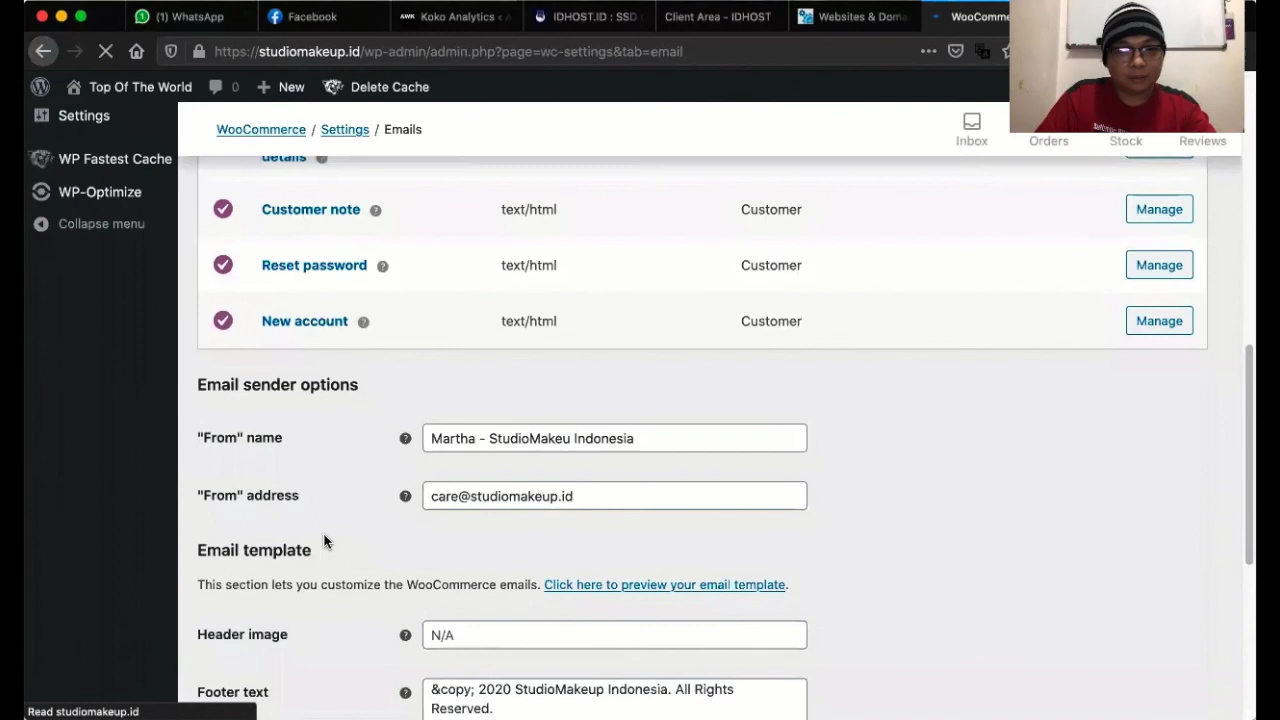 (1) WhatsApp
Facebook
AWK Koko Analytics ‹
IDHOST.ID : SSD
Client Area - IDHOST
Websites & Doma
WooComme
https://studiomakeup.id/wp-admin/admin.php?page=wc-settings&tab=email
Top Of The World
0
New
Delete Cache
Settings
WP Fastest Cache
WP-Optimize
Collapse menu
WooCommerce / Settings / Emails
Inbox
Orders
Stock
Reviews
details
Customer note
text/html
Customer
Manage
Reset password
text/html
Customer
Manage
New account
text/html
Customer
Manage
Email sender options
"From" name
Martha - StudioMakeu Indonesia
"From" address
care@studiomakeup.id
Email template
This section lets you customize the WooCommerce emails. Click here to preview your email template.
Header image
N/A
Footer text
&copy; 2020 StudioMakeup Indonesia. All Rights
Reserved.
Read studiomakeup.id